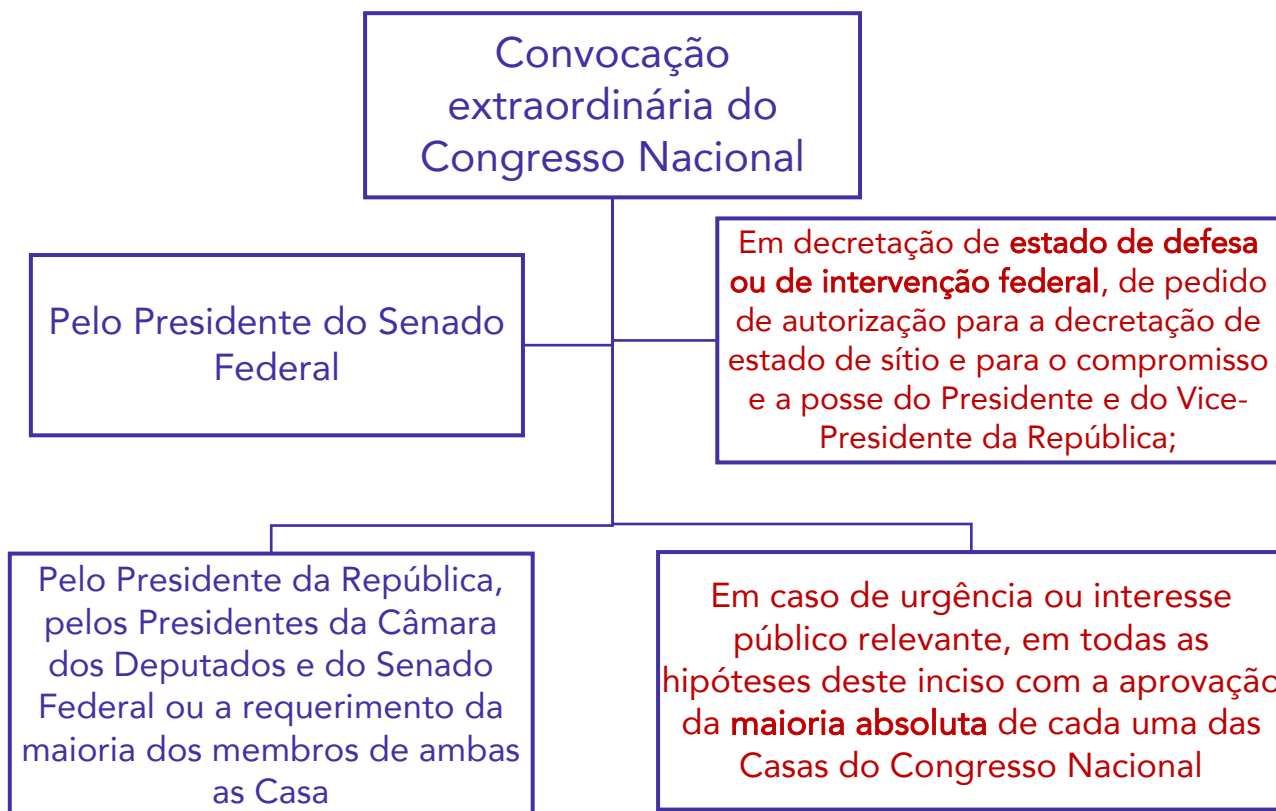 Convocação
extraordinária do
Congresso Nacional
Pelo Presidente do Senado
Federal
Em decretação de estado de defesa
ou de intervenção federal, de pedido
de autorização para a decretação de
estado de sítio e para o compromisso
e a posse do Presidente e do Vice-
Presidente da República;
Pelo Presidente da República,
pelos Presidentes da Câmara
dos Deputados e do Senado
Federal ou a requerimento da
maioria dos membros de ambas
as Casa
Em caso de urgência ou interesse
público relevante, em todas as
hipóteses deste inciso com a aprovação
da maioria absoluta de cada uma das
Casas do Congresso Nacional